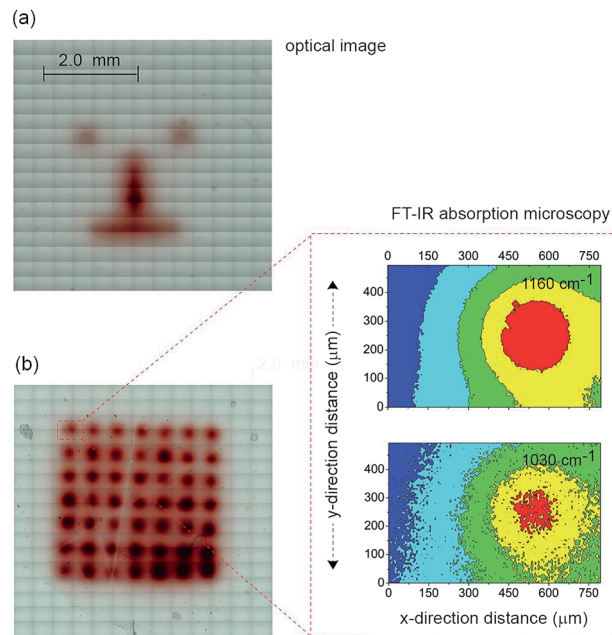 (a)
optical image
2.0 mm
FT-IR absorption microscopy
0 150 300 450 600 750
1160 cm-1
400
300
200
100
0
y-direction distance (μm)
(b)
2.0 mm
1030 cm-1
400
300
200
100
0
0 150 300 450 600 750
x-direction distance (μm)